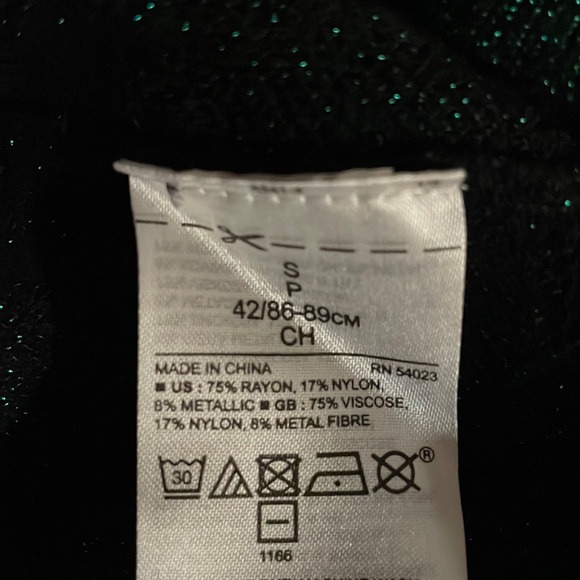 S
P
42/86-89CM
CH
MADE IN CHINA RN 54023
■ US : 75% RAYON, 17% NYLON,
8% METALLIC ■ GB : 75% VISCOSE,
17% NYLON, 8% METAL FIBRE
30 ®
1166